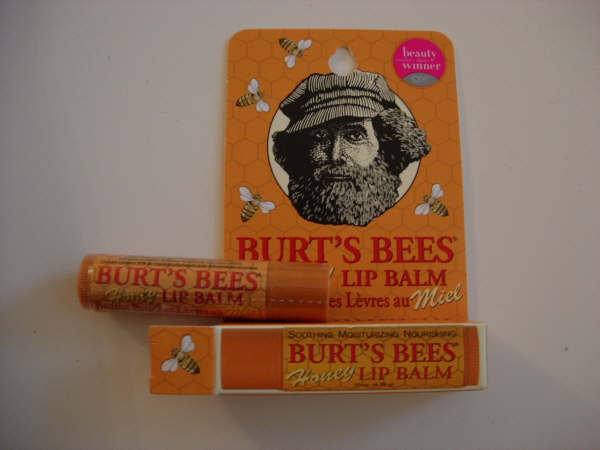 beauty
winner
BURT'S BEES®
LIP BALM
es Lèvres au Miel
BURT'S BEES
Honey LIP BALM
SOOTHING MOISTURIZING NOURISHING
BURT'S BEES®
Honey LIP BALM